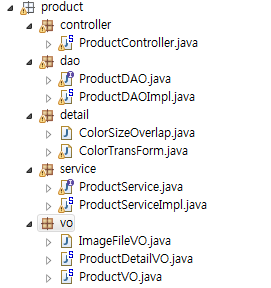 product
controller
ProductController.java
dao
ProductDAO.java
ProductDAOImpl.java
detail
ColorSizeOverlap.java
ColorTransForm.java
service
ProductService.java
ProductServiceImpl.java
vo
ImageFileVO.java
ProductDetailVO.java
ProductVO.java